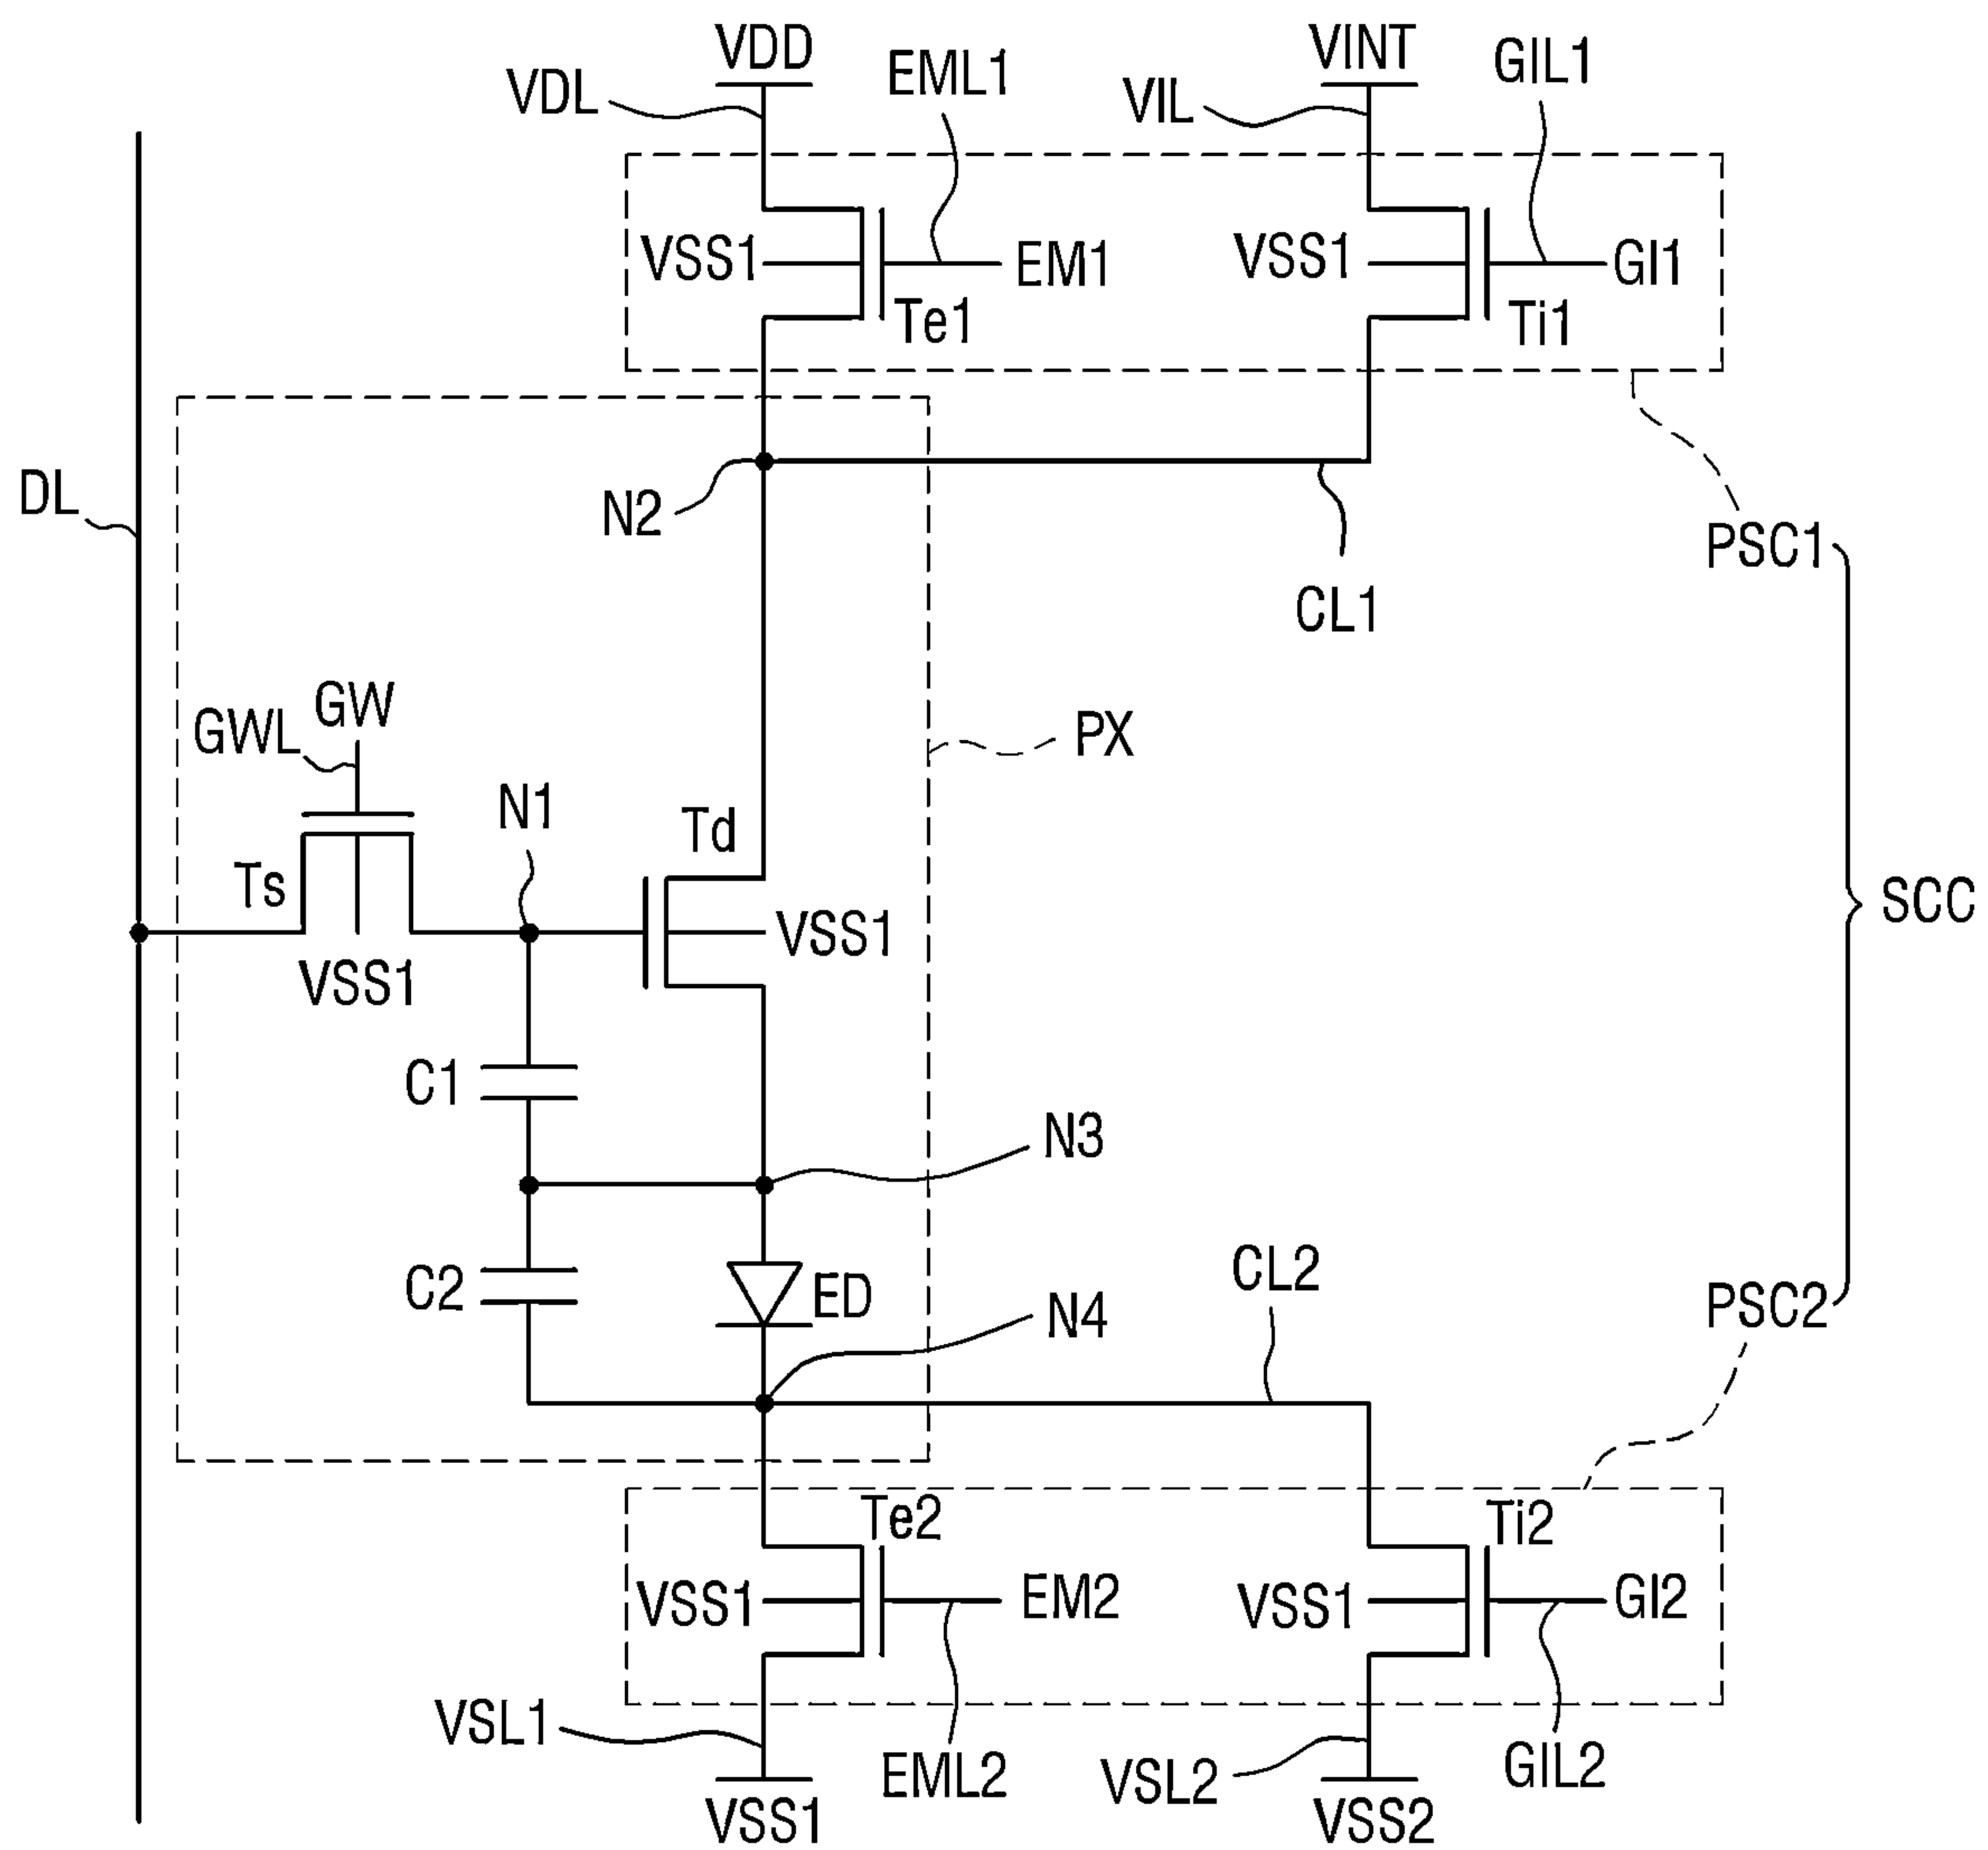 VDD
VINT
GIL1
EML1
VDL
VIL
VSS1
EM1
VSS1
GI1
Te1
Ti1
DL
N2
PSC1
CL1
GW
GWL
PX
N1
Td
Ts
SCC
VSS1
VSS1
C1
N3
CL2
C2
ED
N4
PSC2
Te2
Ti2
VSS1
EM2
VSS1
GI2
VSL1
EML2
VSL2
GIL2
VSS1
VSS2